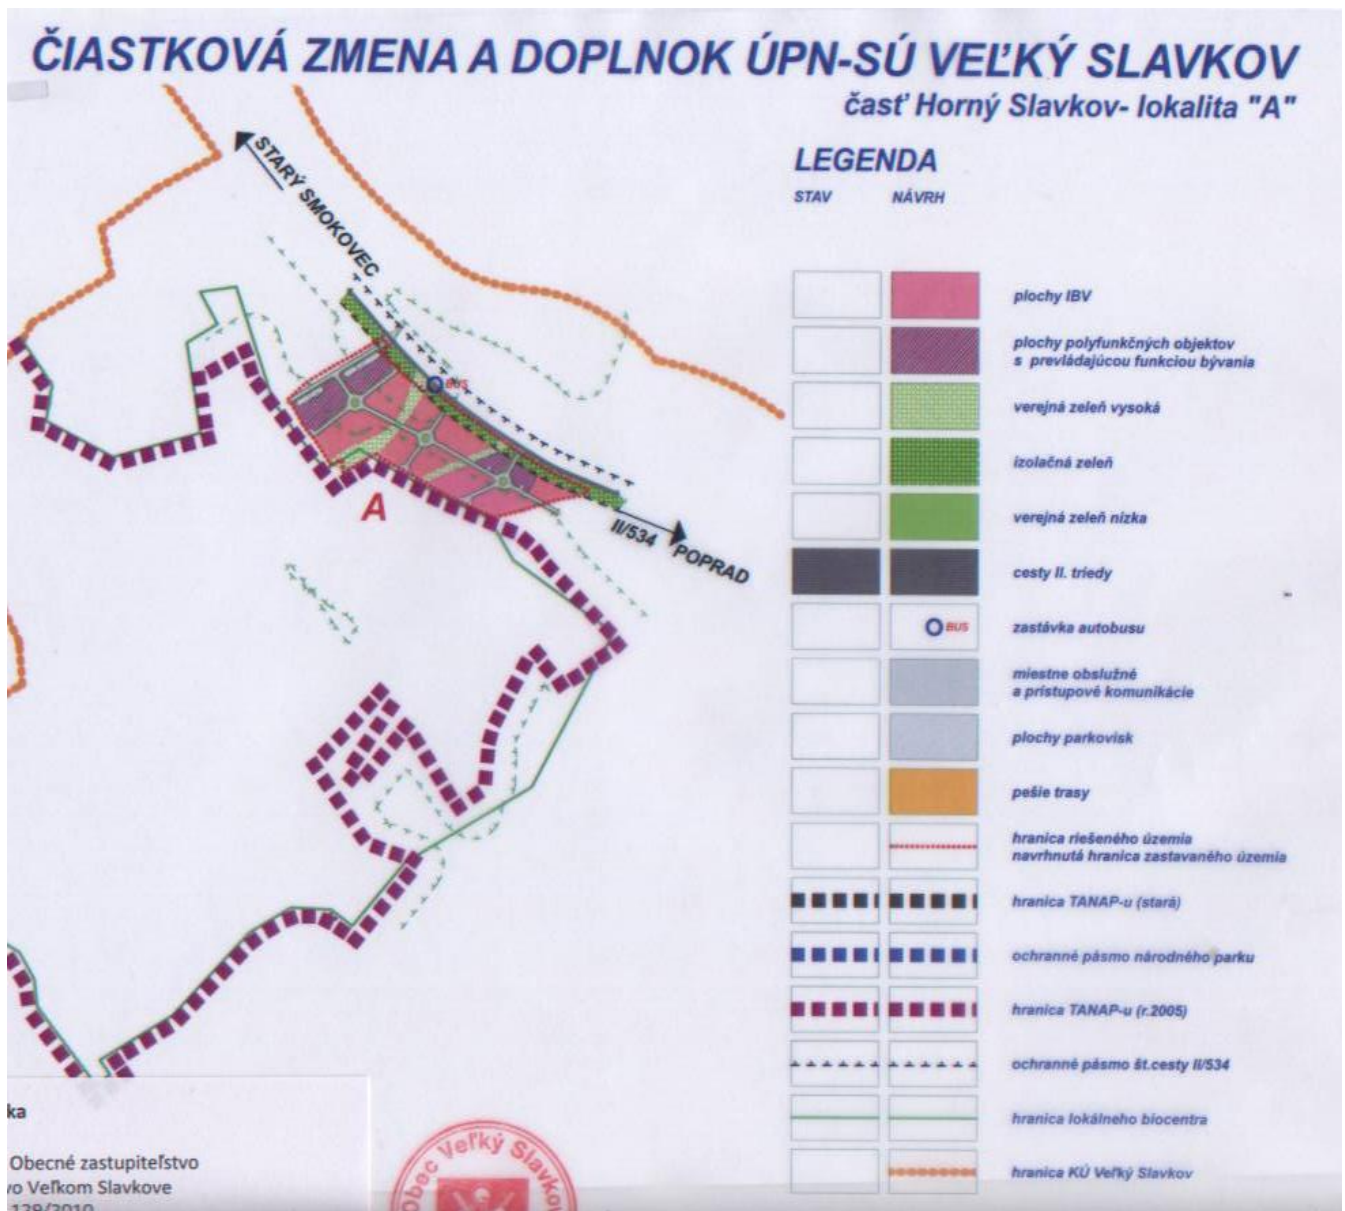 ČIASTKOVÁ ZMENA A DOPLNOK ÚPN-SÚ VEĽKÝ SLAVKOV
časť Horný Slavkov- lokalita "A"
LEGENDA
STAV NÁVRH
STARÝ SMOKOVEC
BUS
A
II/534 POPRAD
plochy IBV
plochy polyfunkčných objektov
s prevládajúcou funkciou bývania
verejná zeleň vysoká
izolačná zeleň
verejná zeleň nízka
cesty II. triedy
BUS
zastávka autobusu
miestne obslužné
a prístupové komunikácie
plochy parkovísk
pešie trasy
hranica riešeného územia
navrhnutá hranica zastavaného územia
hranica TANAP-u (stará)
ochranné pásmo národného parku
hranica TANAP-u (r.2005)
ochranné pásmo št.cesty II/534
hranica lokálneho biocentra
hranica KÚ Veľký Slavkov
ka
Obecné zastupiteľstvo
vo Veľkom Slavkove
129/2010
Obec Veľký Slavkov